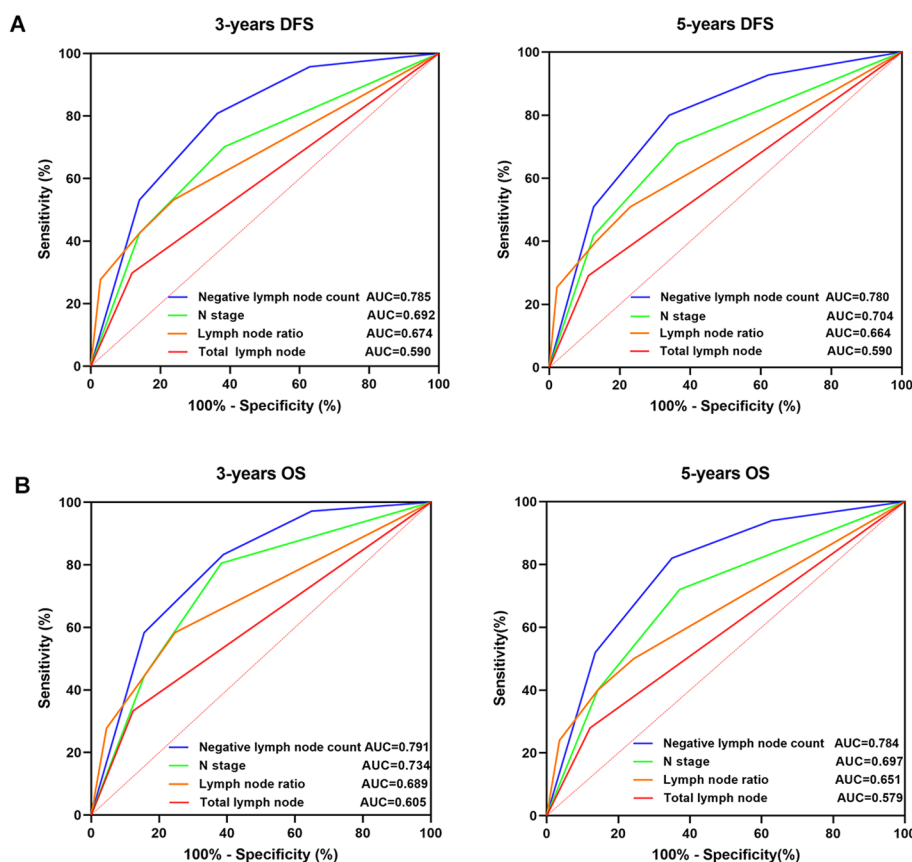 A
3-years DFS
100
80
60
40
20
0
Sensitivity (%)
Negative lymph node count AUC=0.785
N stage AUC=0.692
Lymph node ratio AUC=0.674
Total lymph node AUC=0.590
0 20 40 60 80 100
100% - Specificity (%)
5-years DFS
100
80
60
40
20
0
Sensitivity (%)
Negative lymph node count AUC=0.780
N stage AUC=0.704
Lymph node ratio AUC=0.664
Total lymph node AUC=0.590
0 20 40 60 80 100
100% - Specificity (%)
B
3-years OS
100
80
60
40
20
0
Sensitivity (%)
Negative lymph node count AUC=0.791
N stage AUC=0.734
Lymph node ratio AUC=0.689
Total lymph node AUC=0.605
0 20 40 60 80 100
100% - Specificity (%)
5-years OS
100
80
60
40
20
0
Sensitivity(%)
Negative lymph node count AUC=0.784
N stage AUC=0.697
Lymph node ratio AUC=0.651
Total lymph node AUC=0.579
0 20 40 60 80 100
100% - Specificity(%)